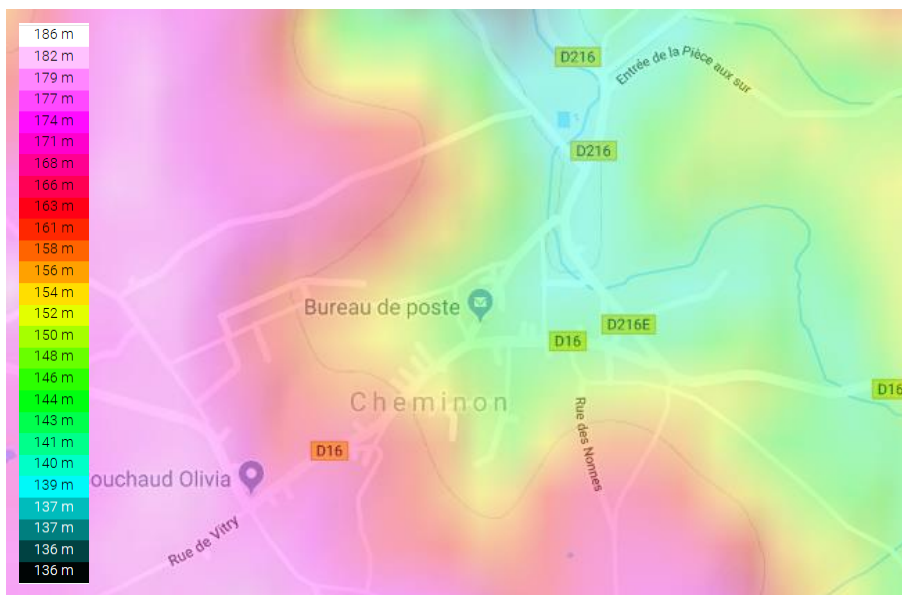 186 m
182 m
179 m
177 m
174 m
171 m
168 m
166 m
163 m
161 m
158 m
156 m
154 m
152 m
150 m
148 m
146 m
144 m
143 m
141 m
140 m
139 m
137 m
137 m
136 m
136 m
D216
Entrée de la Pièce aux sur
D216
Bureau de poste
D216E
D16
D16
Cheminon
Rue des Nonnes
D16
ouchaud Olivia
Rue de Vitry